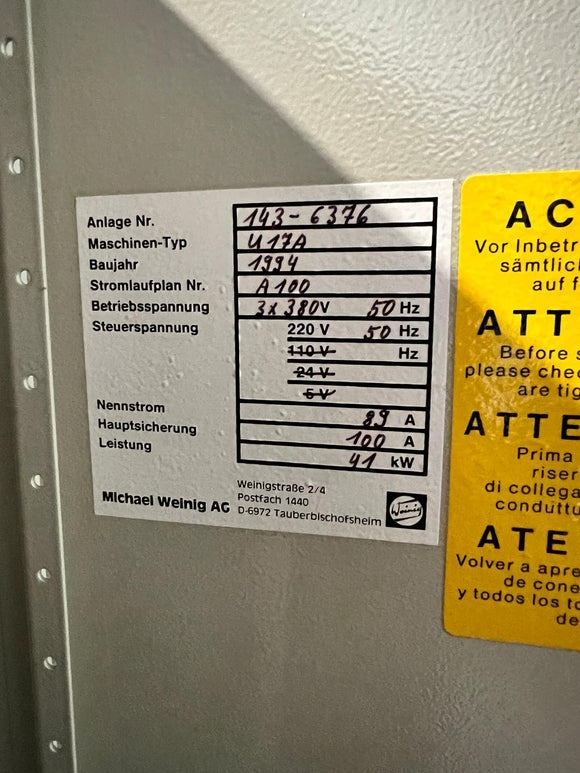 Anlage Nr. 143-6376
Maschinen-Typ U17A
Baujahr 1994
Stromlaufplan Nr. A100
Betriebsspannung 3x380V 50 Hz
Steuerspannung 220 V 50 Hz
110 V Hz
24 V
5 V
Nennstrom 89 A
Hauptsicherung 100 A
Leistung 41 kW
Michael Weinig AG
Weinigstraße 2/4
Postfach 1440
D-6972 Tauberbischofsheim
Weinig
AC
Vor Inbetr
sämtlic
auf f
ATT
Before s
please chec
are tig
ATTE
Prima
riser
di collega
conduttu
ATE
Volver a apre
de cone
y todos los to
de